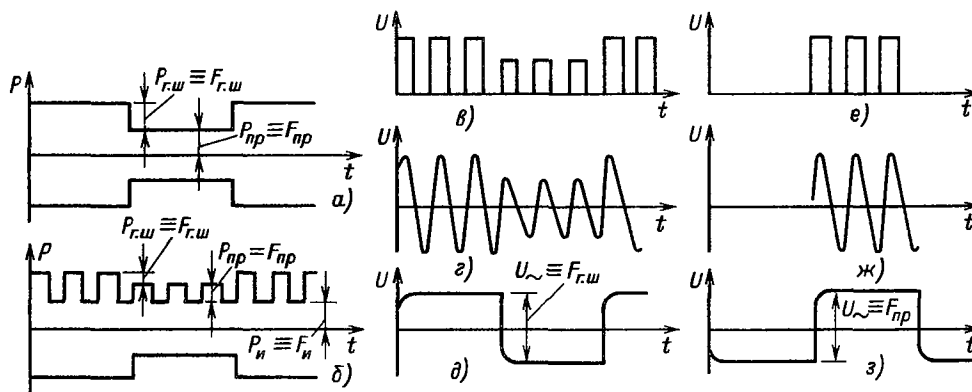 P
P г.ш ≡ F г.ш
P пр ≡ F пр
t
а)
P
P г.ш ≡ F г.ш
P пр = F пр
P и ≡ F и
t
б)
U
t
в)
U
t
г)
U
U~ ≡ F г.ш
t
д)
U
t
е)
U
t
ж)
U
U~ ≡ F пр
t
з)